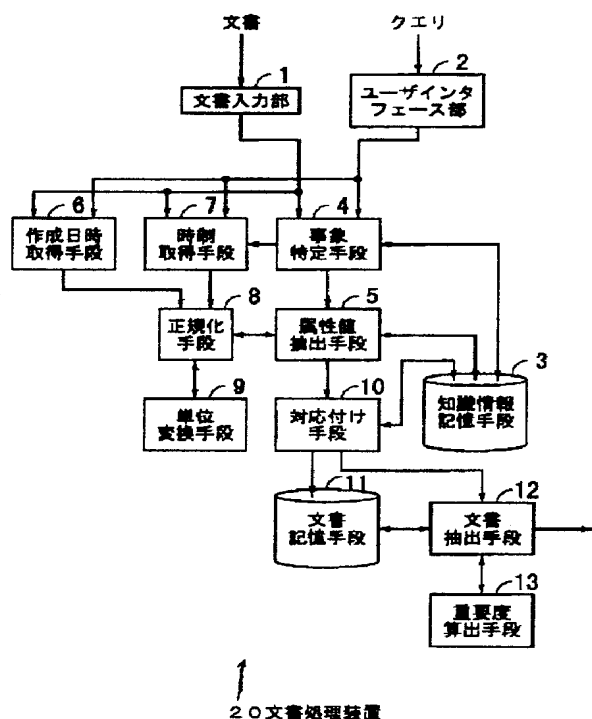 文書
クエリ
1
文書入力部
2
ユーザインタ
フェース部
6
作成日時
取得手段
7
時制
取得手段
4
事象
特定手段
8
正規化
手段
5
属性値
抽出手段
3
知識情報
記憶手段
9
単位
変換手段
10
対応付け
手段
11
文書
記憶手段
12
文書
抽出手段
13
重要度
算出手段
20文書処理装置